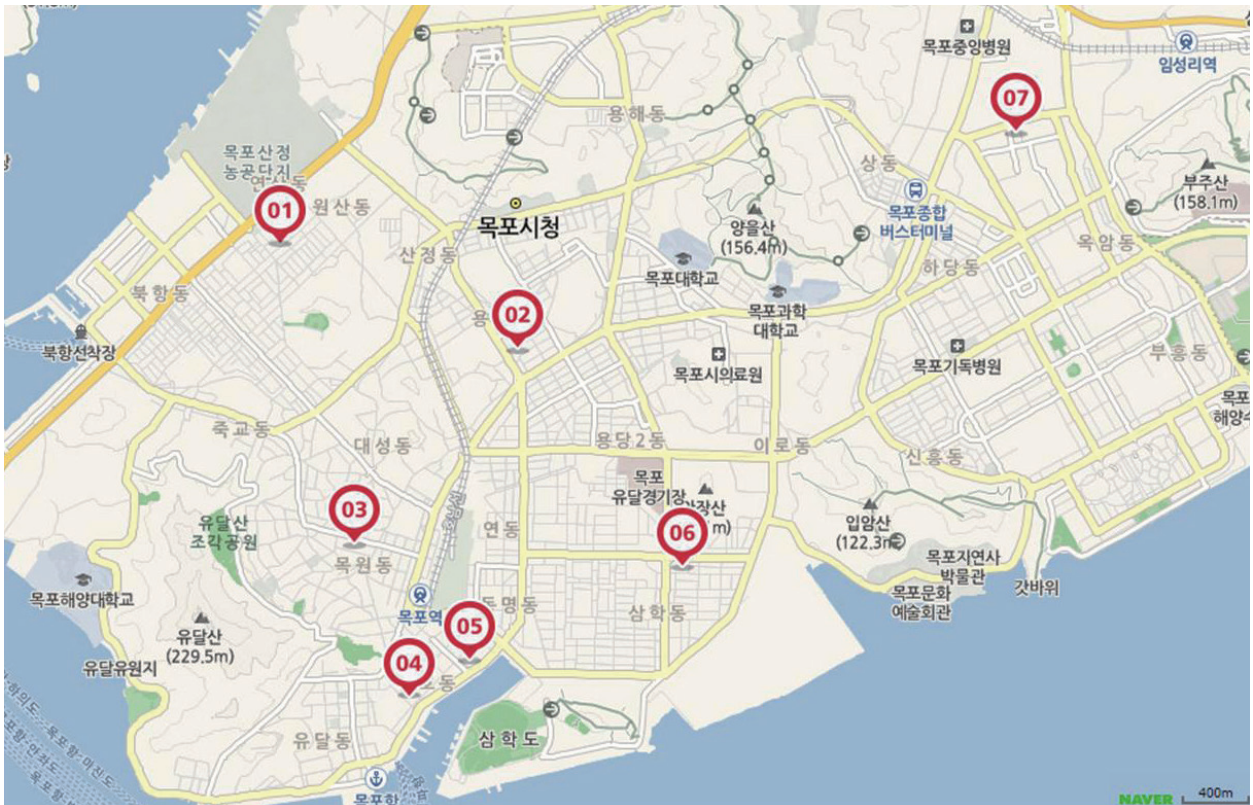 목포중앙병원
임성리역
07
용해동
목포산정
농공단지
상동
부주산
(158.1m)
01
원산동
목포시청
양을산
(156.4m)
목포종합
버스터미널
산정동
옥암동
하당동
목포대학교
북항동
02
목포과학
대학교
북항선착장
목포시의료원
목포기독병원
부흥동
죽교동
대성동
용당2동
이로동
신흥동
목포
유달경기장
03
유달산
조각공원
연동
06
입암산
(122.3m)
목포지연사
박물관
목원동
목포해양대학교
목포문화
예술회관
갓바위
목포역
동명동
삼학동
유달산
(229.5m)
05
유달유원지
04
유달동
삼학도
목포항
NAVER
400m